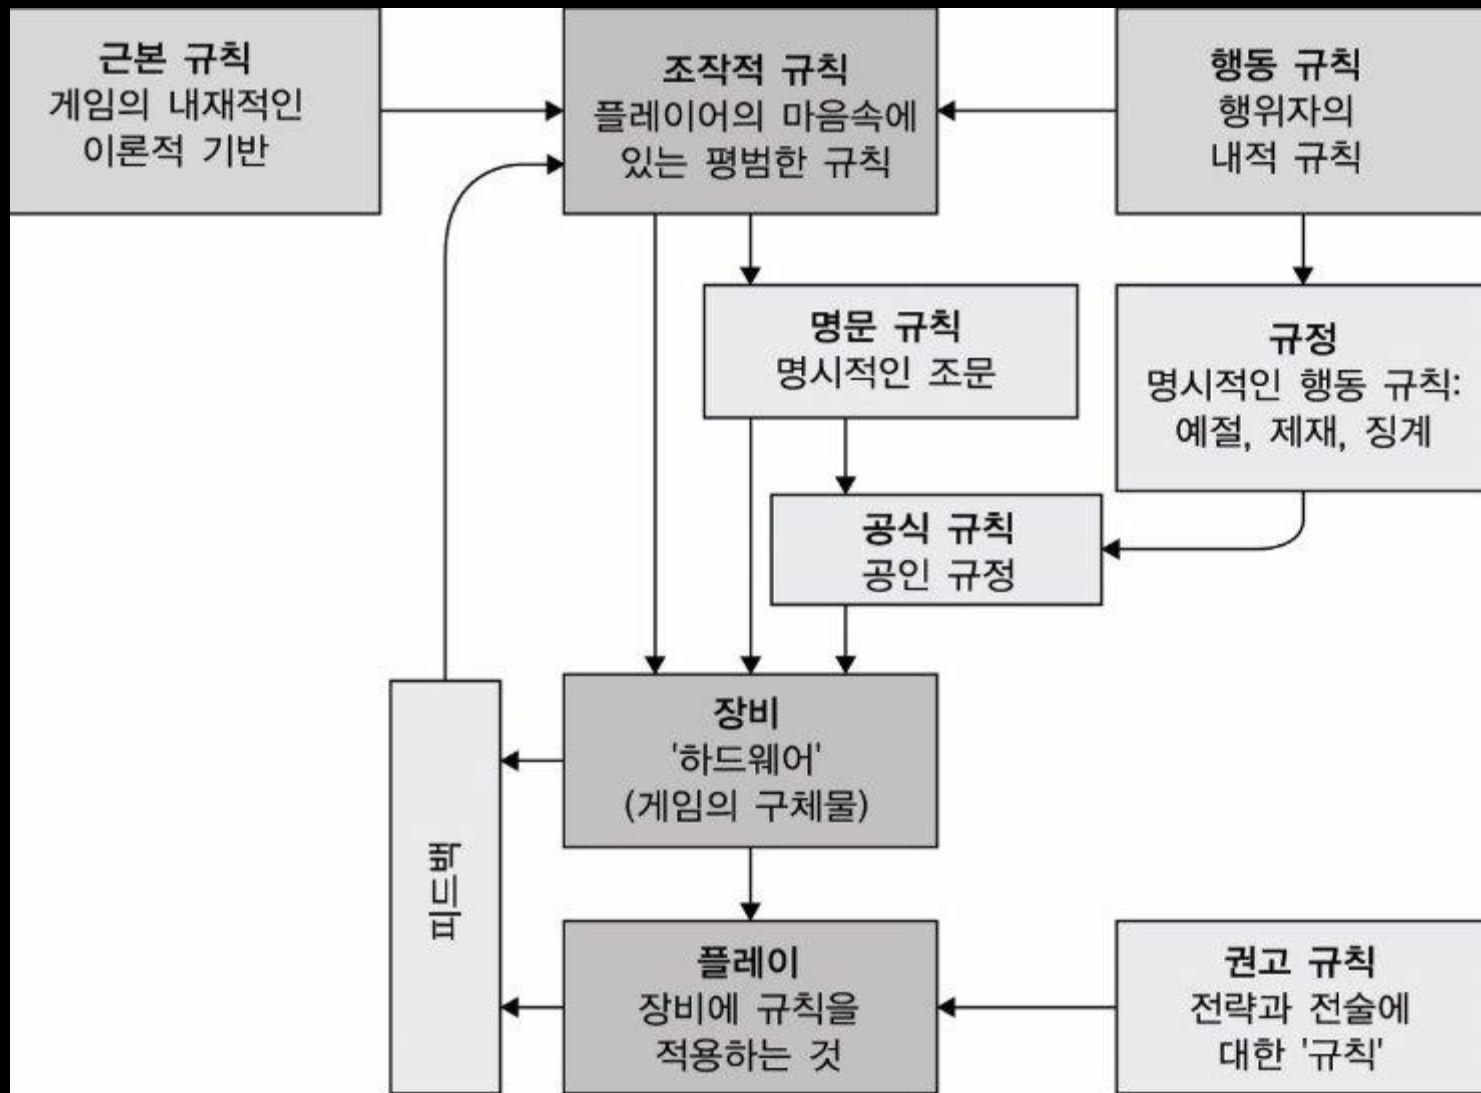 근본 규칙
게임의 내재적인
이론적 기반
조작적 규칙
플레이어의 마음속에
있는 평범한 규칙
행동 규칙
행위자의
내적 규칙
명문 규칙
명시적인 조문
규정
명시적인 행동 규칙:
예절, 제재, 징계
공식 규칙
공인 규정
장비
'하드웨어'
(게임의 구체물)
피드백
플레이
장비에 규칙을
적용하는 것
권고 규칙
전략과 전술에
대한 '규칙'